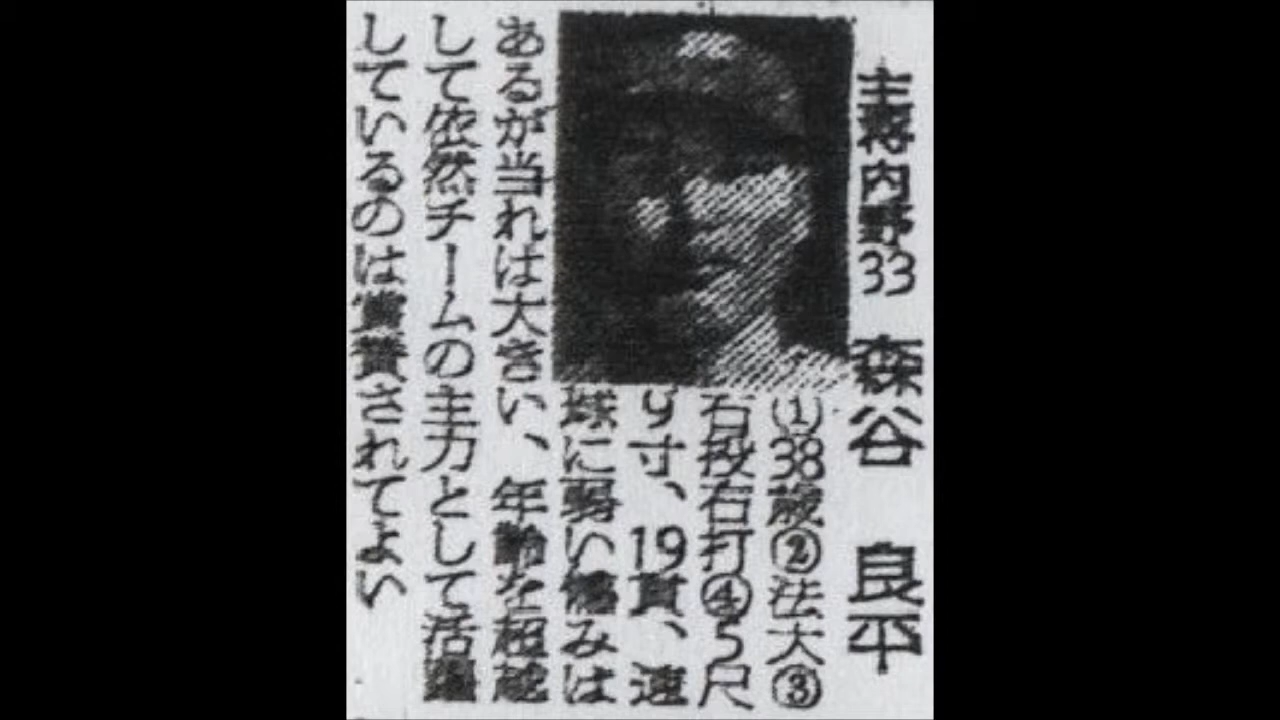 主将内野33 森谷 良平
①38歳②法大③
右投右打④5尺
9寸、19貫、速
球に弱い憾みは
あるが当れは大きい、年齢を超越
して依然チームの主力として活躍
しているのは賞賛されてよい